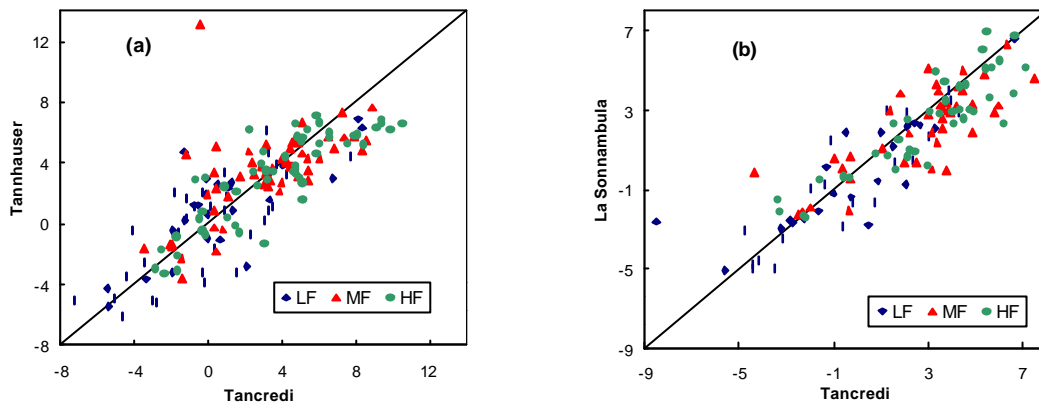 (a)
Tannhauser
12
8
4
0
-4
-8
-8 -4 0 4 8 12
Tancredi
LF MF HF
(b)
La Sonnambula
7
3
-1
-5
-9
-9 -5 -1 3 7
Tancredi
LF MF HF